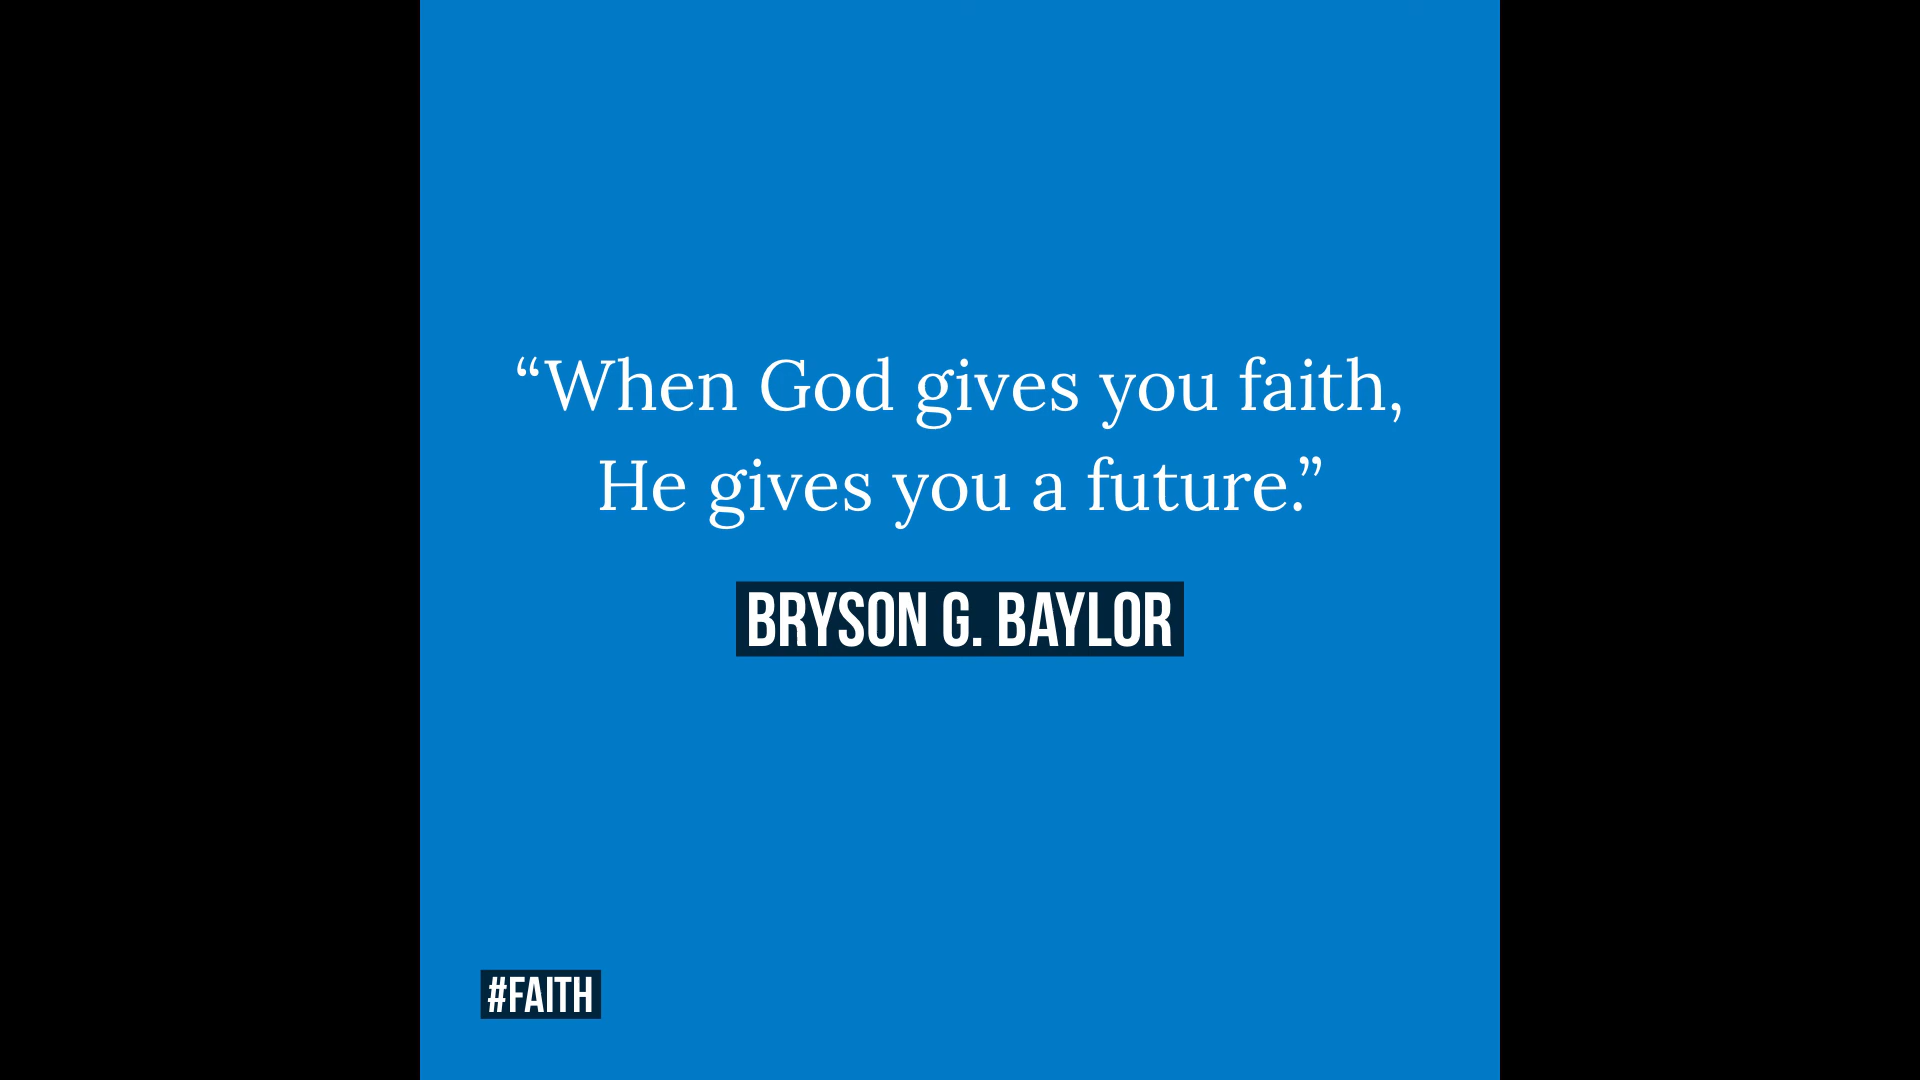 “When God gives you faith,
He gives you a future.”
BRYSON G. BAYLOR
#FAITH